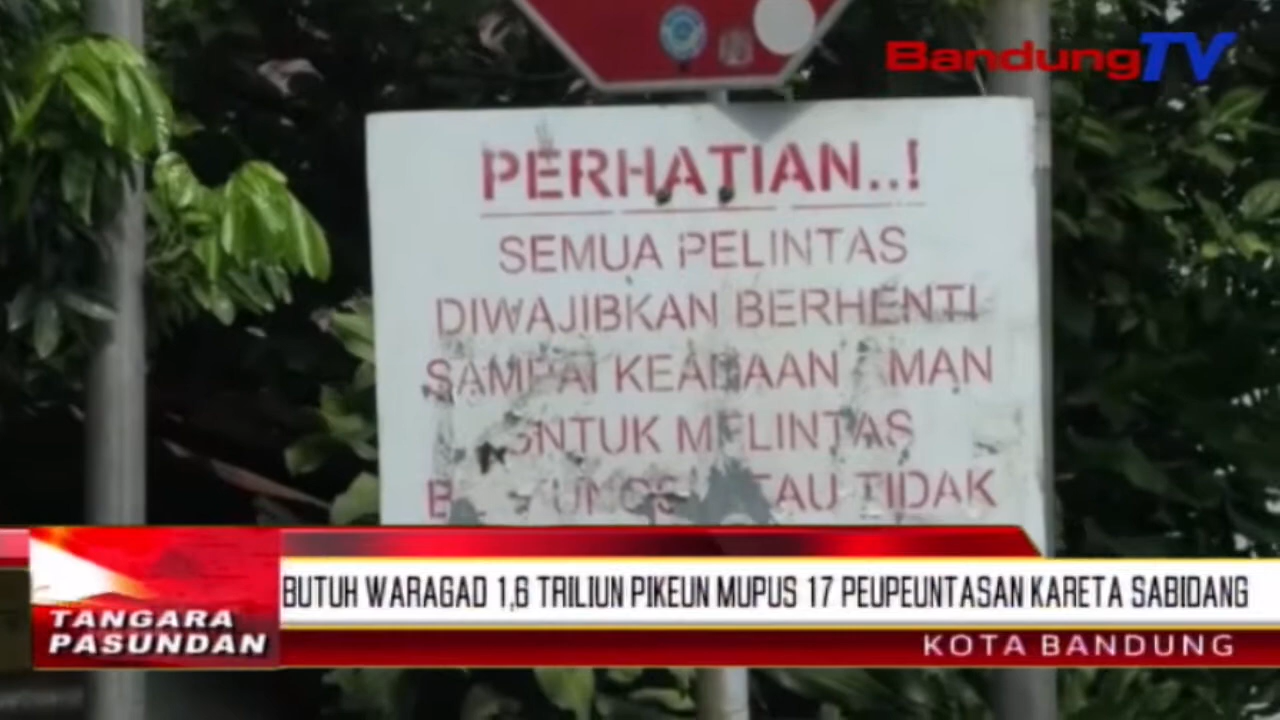 BandungTV
PERHATIAN..!
SEMUA PELINTAS
DIWAJIBKAN BERHENTI
SAMPAI KEADAAN AMAN
UNTUK MELINTAS
TIDAK
BUTUH WARAGAD 1,6 TRILIUN PIKEUN MUPUS 17 PEUPEUNTASAN KARETA SABIDANG
TANGARA
PASUNDAN
KOTA BANDUNG